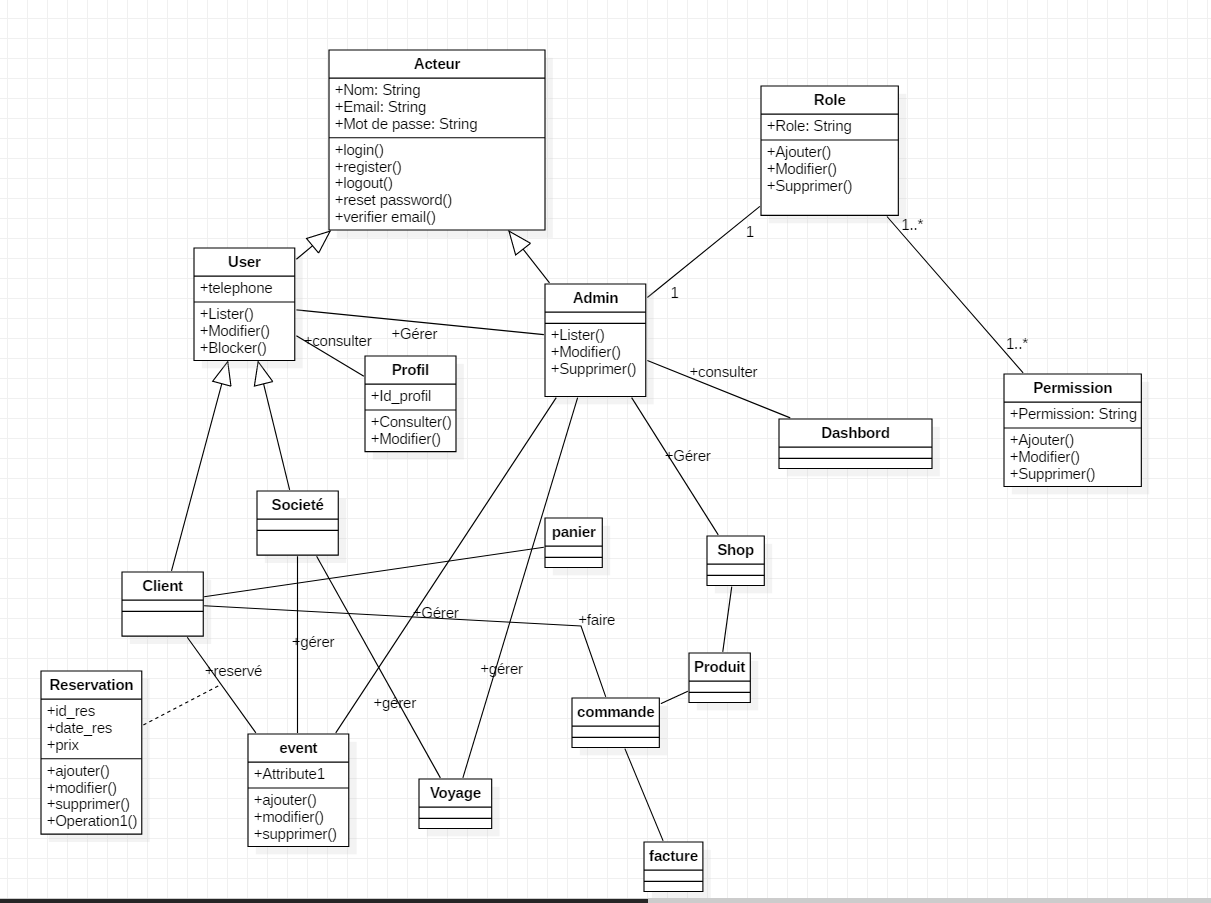 Acteur
+Nom: String
+Email: String
+Mot de passe: String
+login()
+register()
+logout()
+reset password()
+verifier email()
Role
+Role: String
+Ajouter()
+Modifier()
+Supprimer()
1
1..*
User
+telephone
+Lister()
+Modifier()
+Blocker()
Admin
+Lister()
+Modifier()
+Supprimer()
1
+Gérer
+consulter
Profil
+Id_profil
+Consulter()
+Modifier()
+consulter
1..*
Permission
+Permission: String
+Ajouter()
+Modifier()
+Supprimer()
Dashbord
+Gérer
Societé
panier
Shop
Client
+Gérer
+faire
+gérer
+reservé
+gérer
+gérer
Produit
Reservation
+id_res
+date_res
+prix
+ajouter()
+modifier()
+supprimer()
+Operation1()
commande
event
+Attribute1
+ajouter()
+modifier()
+supprimer()
Voyage
facture